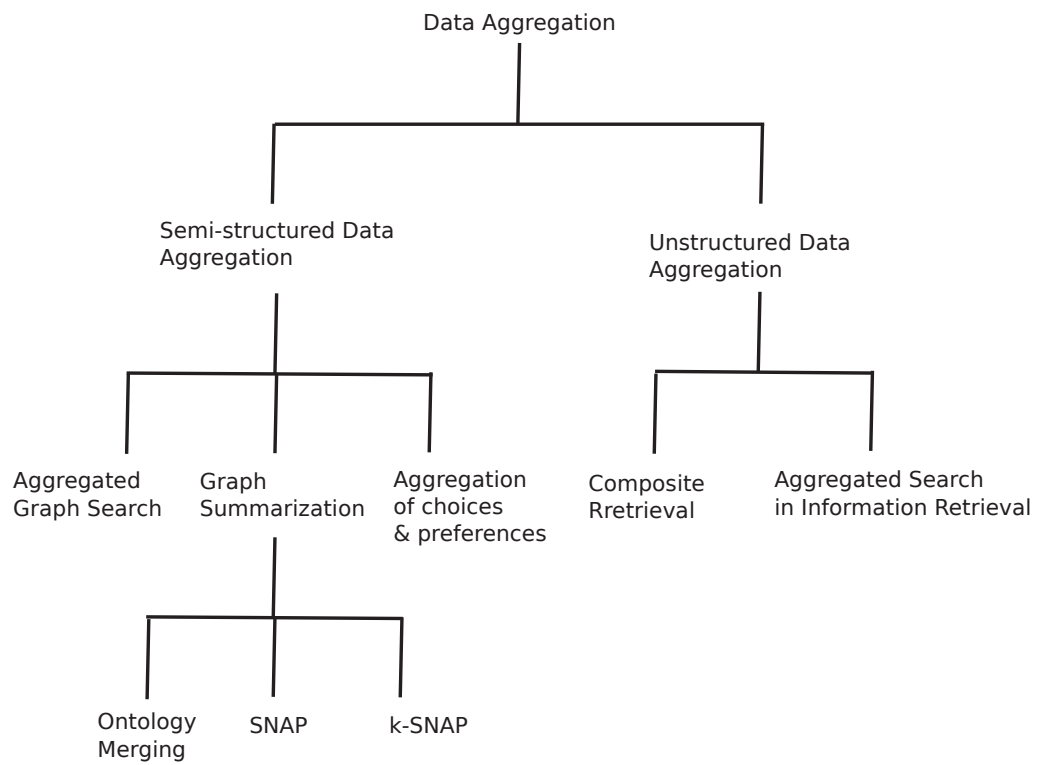 Data Aggregation
Semi-structured Data
Aggregation
Unstructured Data
Aggregation
Aggregated
Graph Search
Graph
Summarization
Aggregation
of choices
& preferences
Composite
Rretrieval
Aggregated Search
in Information Retrieval
Ontology
Merging
SNAP
k-SNAP